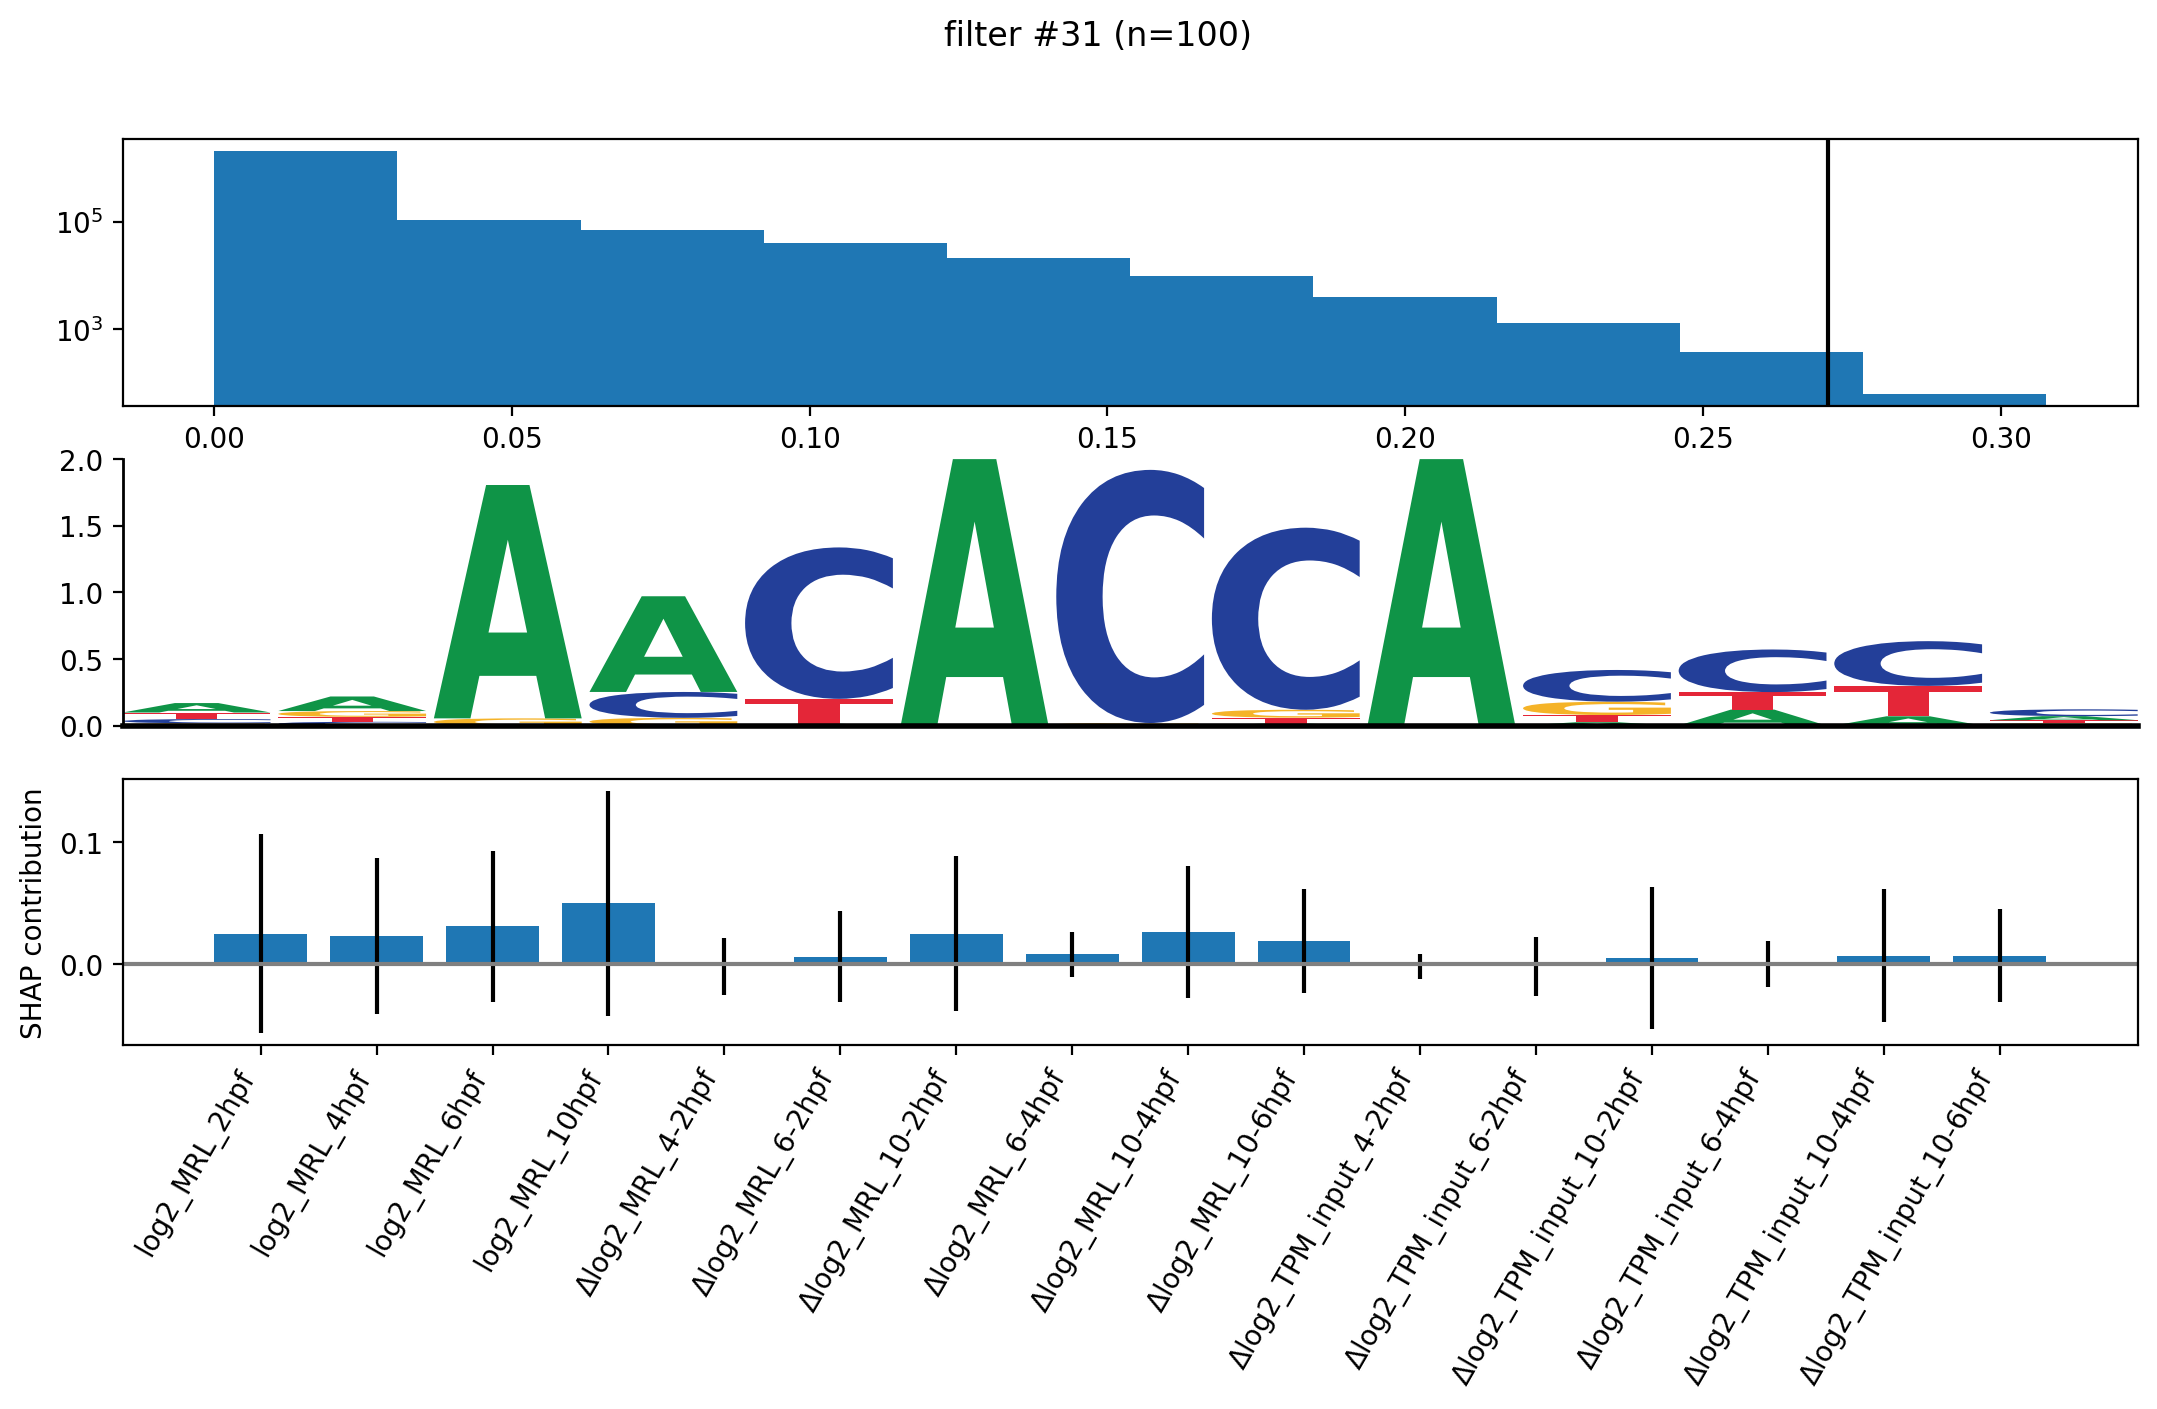 filter #31 (n=100)
10^5
10^3
0.00 0.05 0.10 0.15 0.20 0.25 0.30
2.0
1.5
1.0
0.5
0.0
A A A A C A C C A C C C C
SHAP contribution
0.1
0.0
log2_MRL_2hpf
log2_MRL_4hpf
log2_MRL_6hpf
log2_MRL_10hpf
Δlog2_MRL_4-2hpf
Δlog2_MRL_6-2hpf
Δlog2_MRL_10-2hpf
Δlog2_MRL_6-4hpf
Δlog2_MRL_10-4hpf
Δlog2_MRL_10-6hpf
Δlog2_TPM_input_4-2hpf
Δlog2_TPM_input_6-2hpf
Δlog2_TPM_input_10-2hpf
Δlog2_TPM_input_6-4hpf
Δlog2_TPM_input_10-4hpf
Δlog2_TPM_input_10-6hpf